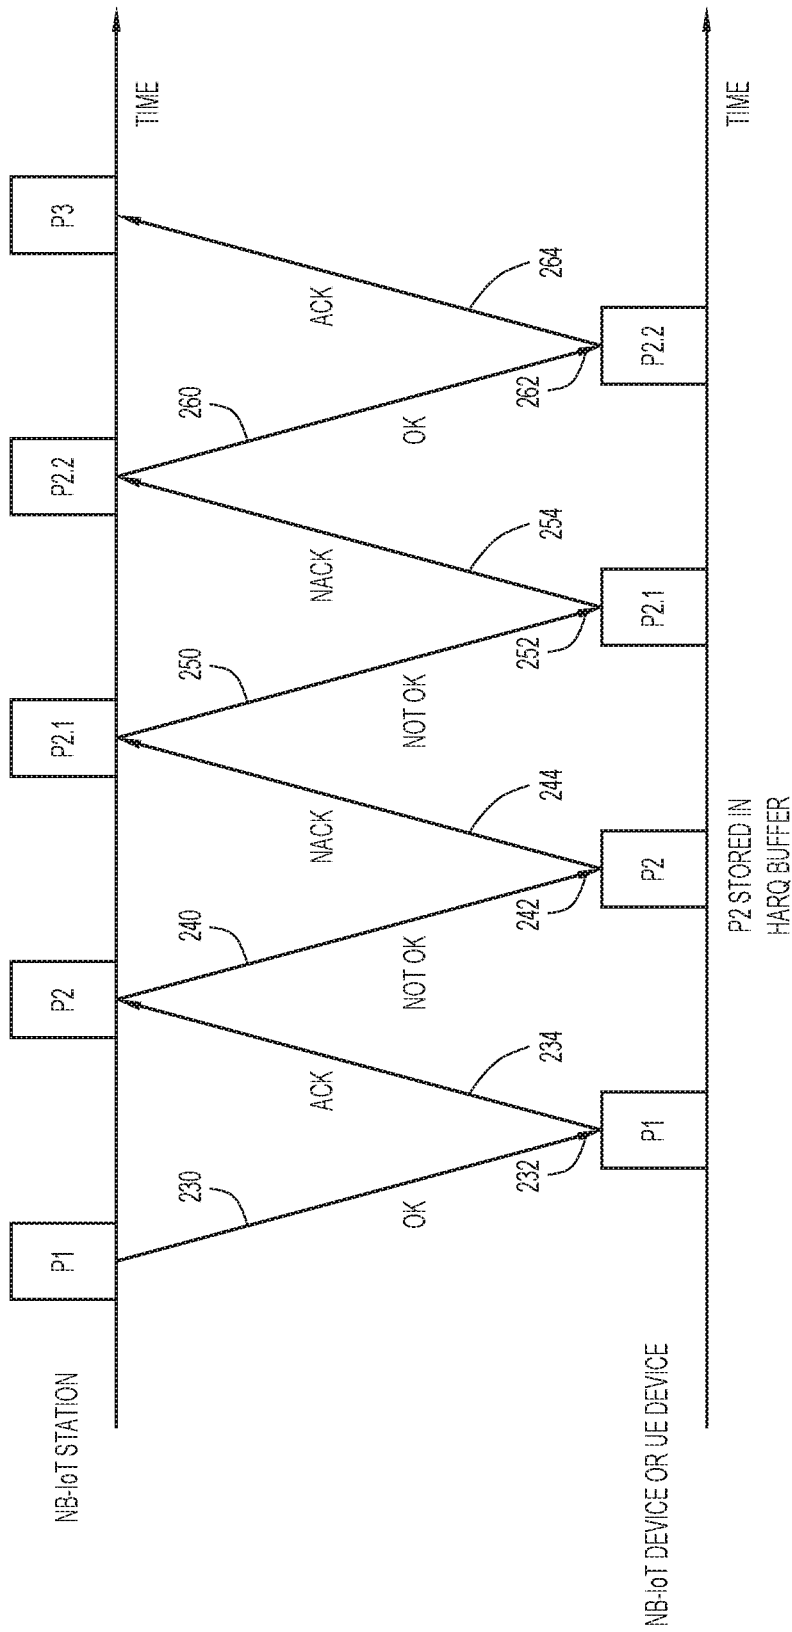 NB-IoT STATION
P1
P2
P2.1
P2.2
P3
TIME
230
OK
232
ACK
234
240
NOT OK
242
NACK
244
250
NOT OK
252
NACK
254
260
OK
262
ACK
264
NB-IoT DEVICE OR UE DEVICE
P1
P2
P2.1
P2.2
TIME
P2 STORED IN
HARQ BUFFER